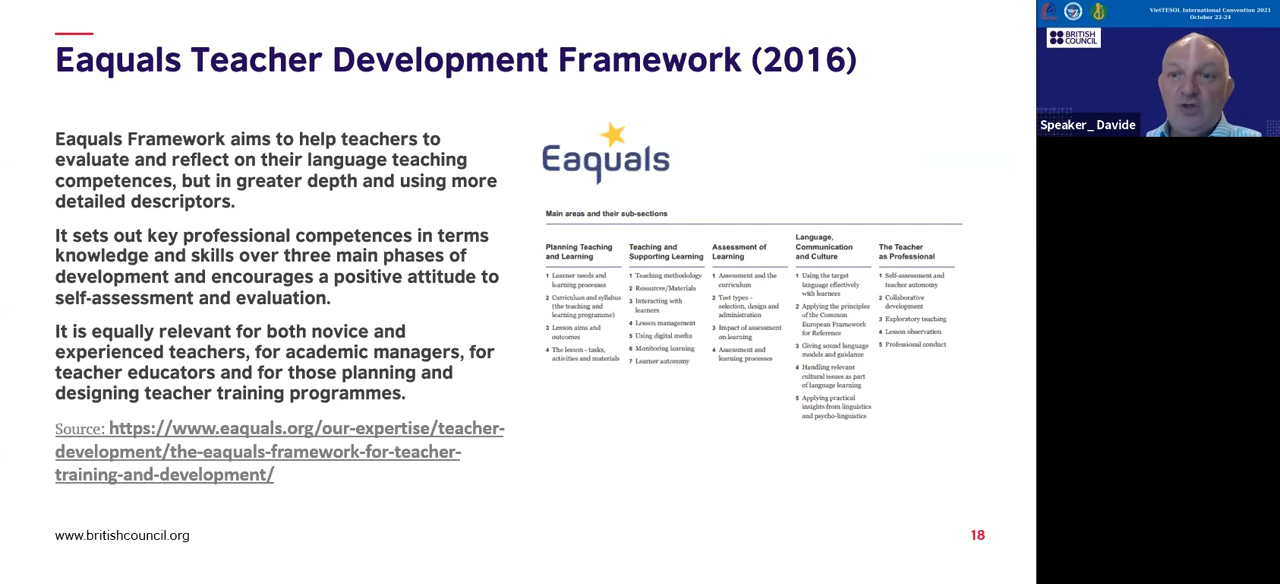 Eaquals Teacher Development Framework (2016)
Eaquals Framework aims to help teachers to
evaluate and reflect on their language teaching
competences, but in greater depth and using more
detailed descriptors.
It sets out key professional competences in terms
knowledge and skills over three main phases of
development and encourages a positive attitude to
self-assessment and evaluation.
It is equally relevant for both novice and
experienced teachers, for academic managers, for
teacher educators and for those planning and
designing teacher training programmes.
Source: https://www.eaquals.org/our-expertise/teacher-
development/the-eaquals-framework-for-teacher-
training-and-development/
Eaquals
Main areas and their sub-sections
Planning Teaching
and Learning
1 Learner needs and
learning processes
2 Curriculum and syllabus
(the teaching and
learning programme)
3 Lesson aims and
outcomes
4 The lesson – tasks,
activities and materials
Teaching and
Supporting Learning
1 Teaching methodology
2 Resources/Materials
3 Interacting with
learners
4 Lesson management
5 Using digital media
6 Monitoring learning
7 Learner autonomy
Assessment of
Learning
1 Assessment and the
curriculum
2 Test types –
selection, design and
administration
3 Impact of assessment
on learning
4 Assessment and
learning processes
Language,
Communication
and Culture
1 Using the target
language effectively
with learners
2 Applying the principles
of the Common
European Framework
for Reference
3 Giving sound language
models and guidance
4 Handling relevant
cultural issues as part
of language learning
5 Applying practical
insights from linguistics
and psycho-linguistics
The Teacher
as Professional
1 Self-assessment and
teacher autonomy
2 Collaborative
development
3 Exploratory teaching
4 Lesson observation
5 Professional conduct
www.britishcouncil.org
18
VietTESOL International Convention 2021
October 22-24
BRITISH
COUNCIL
Speaker_ Davide